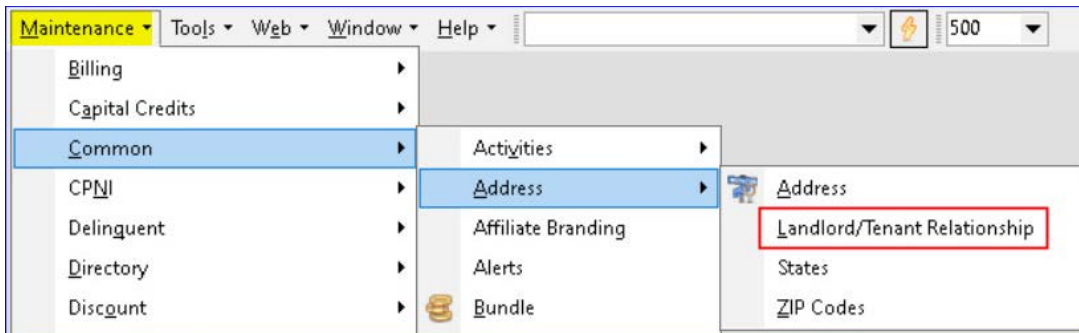 Maintenance Tools Web Window Help 500
Billing
Capital Credits
Common
CPNI
Delinquent
Directory
Discount
Activities
Address
Affiliate Branding
Alerts
Bundle
Address
Landlord/Tenant Relationship
States
ZIP Codes